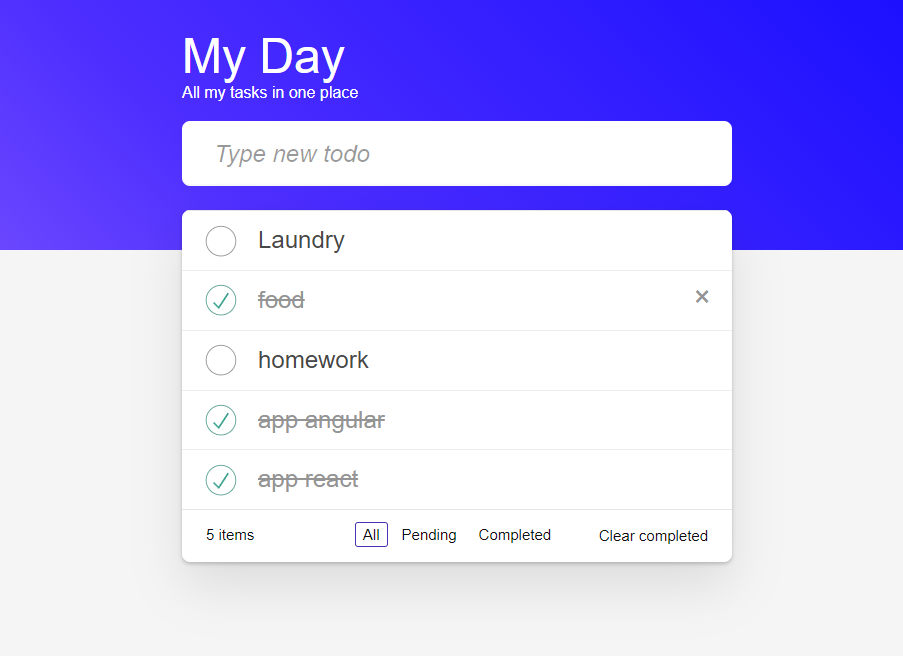 My Day
All my tasks in one place
Type new todo
Laundry
food
homework
app angular
app react
5 items All Pending Completed Clear completed